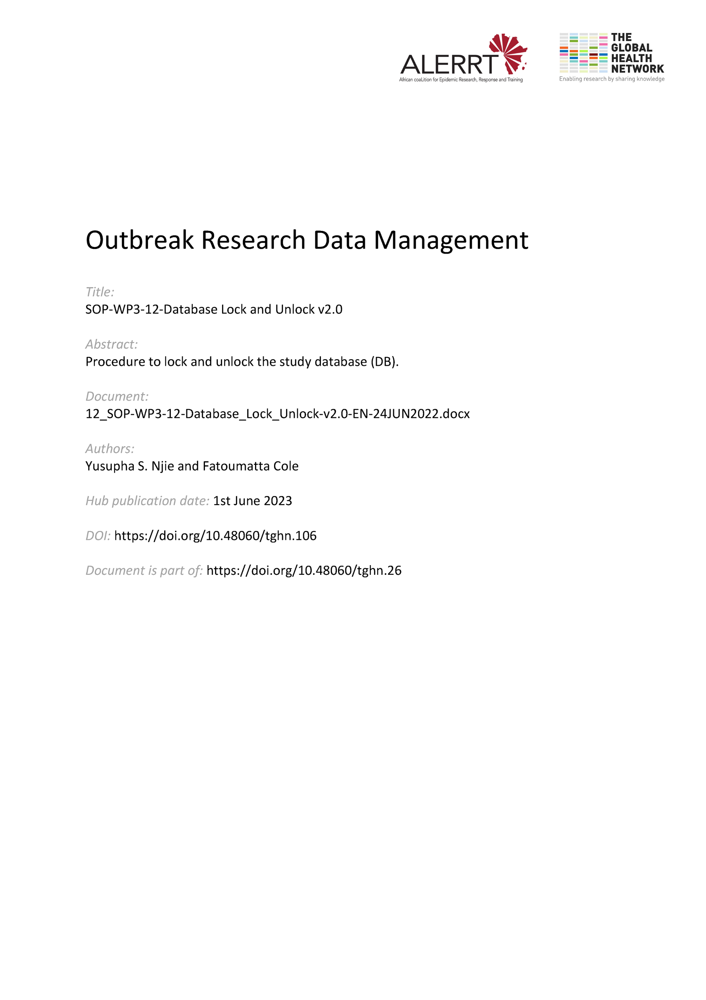 ALERRT
African coaLition for Epidemic Research, Response and Training
THE
GLOBAL
HEALTH
NETWORK
Enabling research by sharing knowledge
Outbreak Research Data Management
Title:
SOP-WP3-12-Database Lock and Unlock v2.0
Abstract:
Procedure to lock and unlock the study database (DB).
Document:
12_SOP-WP3-12-Database_Lock_Unlock-v2.0-EN-24JUN2022.docx
Authors:
Yusupha S. Njie and Fatoumatta Cole
Hub publication date: 1st June 2023
DOI: https://doi.org/10.48060/tghn.106
Document is part of: https://doi.org/10.48060/tghn.26